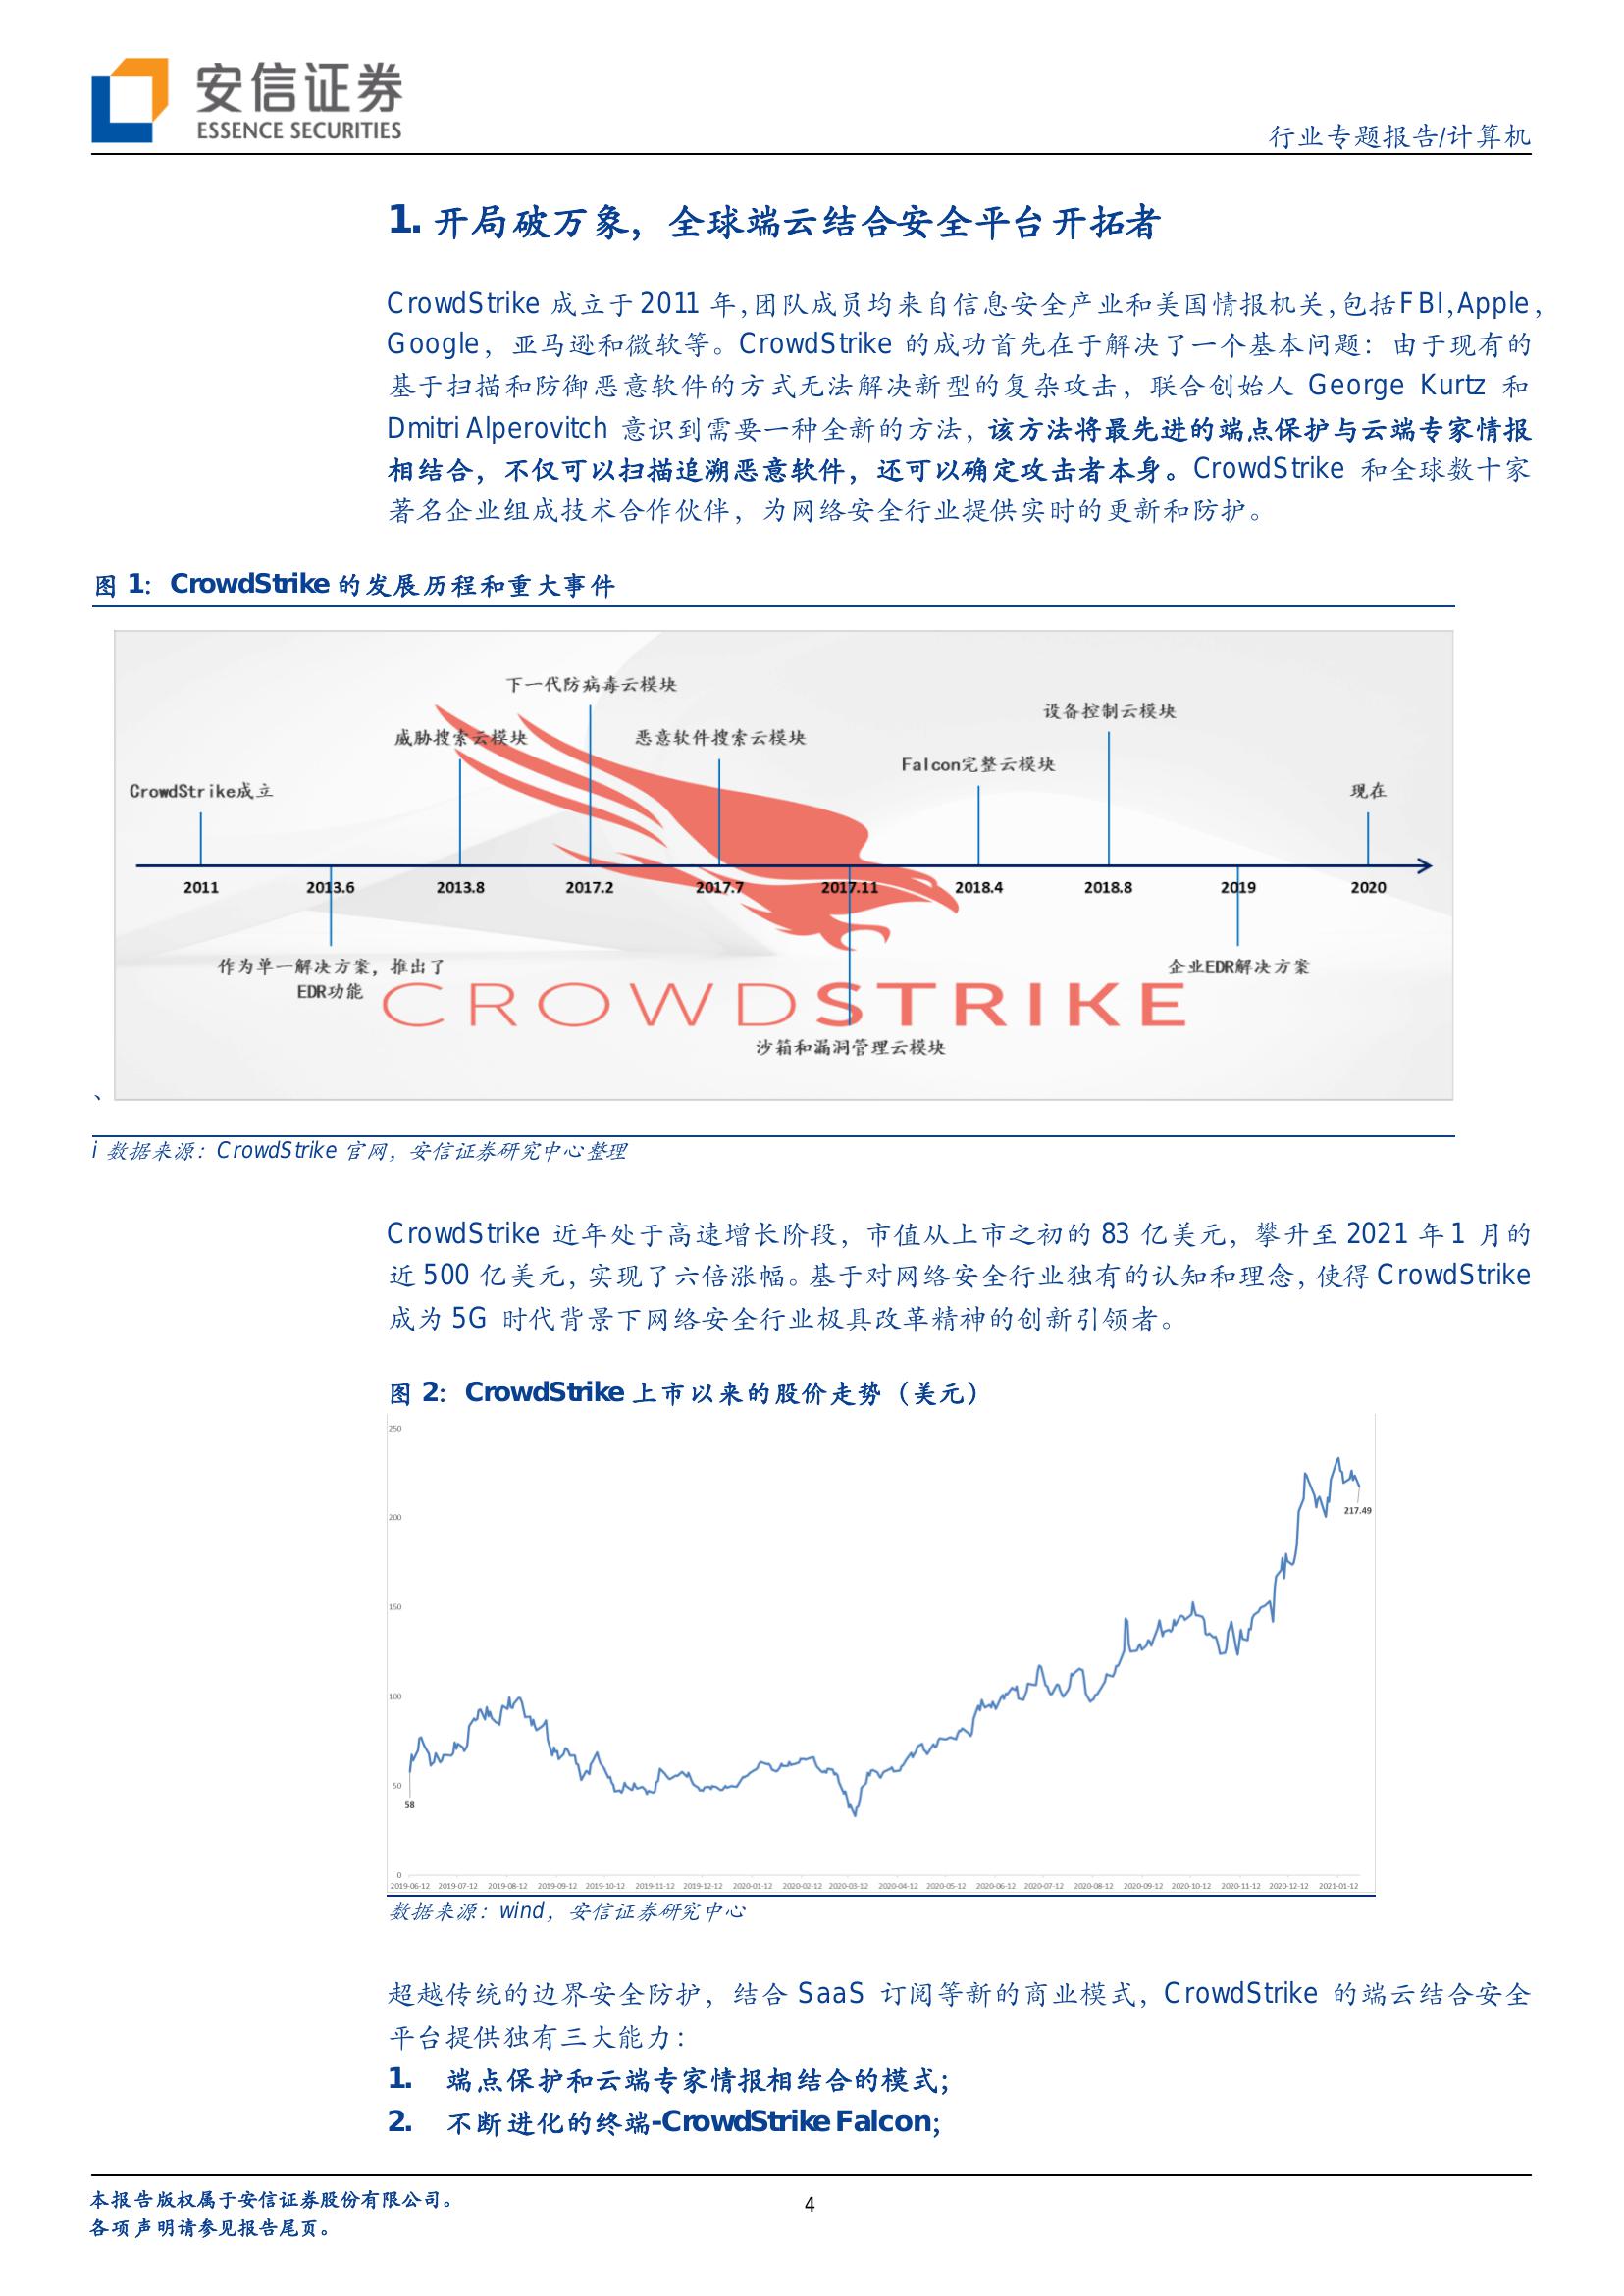 安信证券
ESSENCE SECURITIES
行业专题报告/计算机
1. 开局破万象，全球端云结合安全平台开拓者
CrowdStrike 成立于 2011 年，团队成员均来自信息安全产业和美国情报机关，包括 FBI，Apple，
Google，亚马逊和微软等。CrowdStrike 的成功首先在于解决了一个基本问题：由于现有的
基于扫描和防御恶意软件的方式无法解决新型的复杂攻击，联合创始人 George Kurtz 和
Dmitri Alperovitch 意识到需要一种全新的方法，该方法将最先进的端点保护与云端专家情报
相结合，不仅可以扫描追溯恶意软件，还可以确定攻击者本身。CrowdStrike 和全球数十家
著名企业组成技术合作伙伴，为网络安全行业提供实时的更新和防护。
图 1：CrowdStrike 的发展历程和重大事件
下一代防病毒云模块
设备控制云模块
威胁搜索云模块 恶意软件搜索云模块
Falcon完整云模块
CrowdStrike成立 现在
2011 2013.6 2013.8 2017.2 2017.7 2017.11 2018.4 2018.8 2019 2020
作为单一解决方案，推出了 企业EDR解决方案
EDR功能
CROWDSTRIKE
沙箱和漏洞管理云模块
、
i 数据来源：CrowdStrike 官网，安信证券研究中心整理
CrowdStrike 近年处于高速增长阶段，市值从上市之初的 83 亿美元，攀升至 2021 年 1 月的
近 500 亿美元，实现了六倍涨幅。基于对网络安全行业独有的认知和理念，使得 CrowdStrike
成为 5G 时代背景下网络安全行业极具改革精神的创新引领者。
图 2：CrowdStrike 上市以来的股价走势（美元）
250
217.49
200
150
100
50
58
0
2019-06-12 2019-07-12 2019-08-12 2019-09-12 2019-10-12 2019-11-12 2019-12-12 2020-01-12 2020-02-12 2020-03-12 2020-04-12 2020-05-12 2020-06-12 2020-07-12 2020-08-12 2020-09-12 2020-10-12 2020-11-12 2020-12-12 2021-01-12
数据来源：wind，安信证券研究中心
超越传统的边界安全防护，结合 SaaS 订阅等新的商业模式，CrowdStrike 的端云结合安全
平台提供独有三大能力：
1. 端点保护和云端专家情报相结合的模式；
2. 不断进化的终端-CrowdStrike Falcon；
本报告版权属于安信证券股份有限公司。
4
各项声明请参见报告尾页。